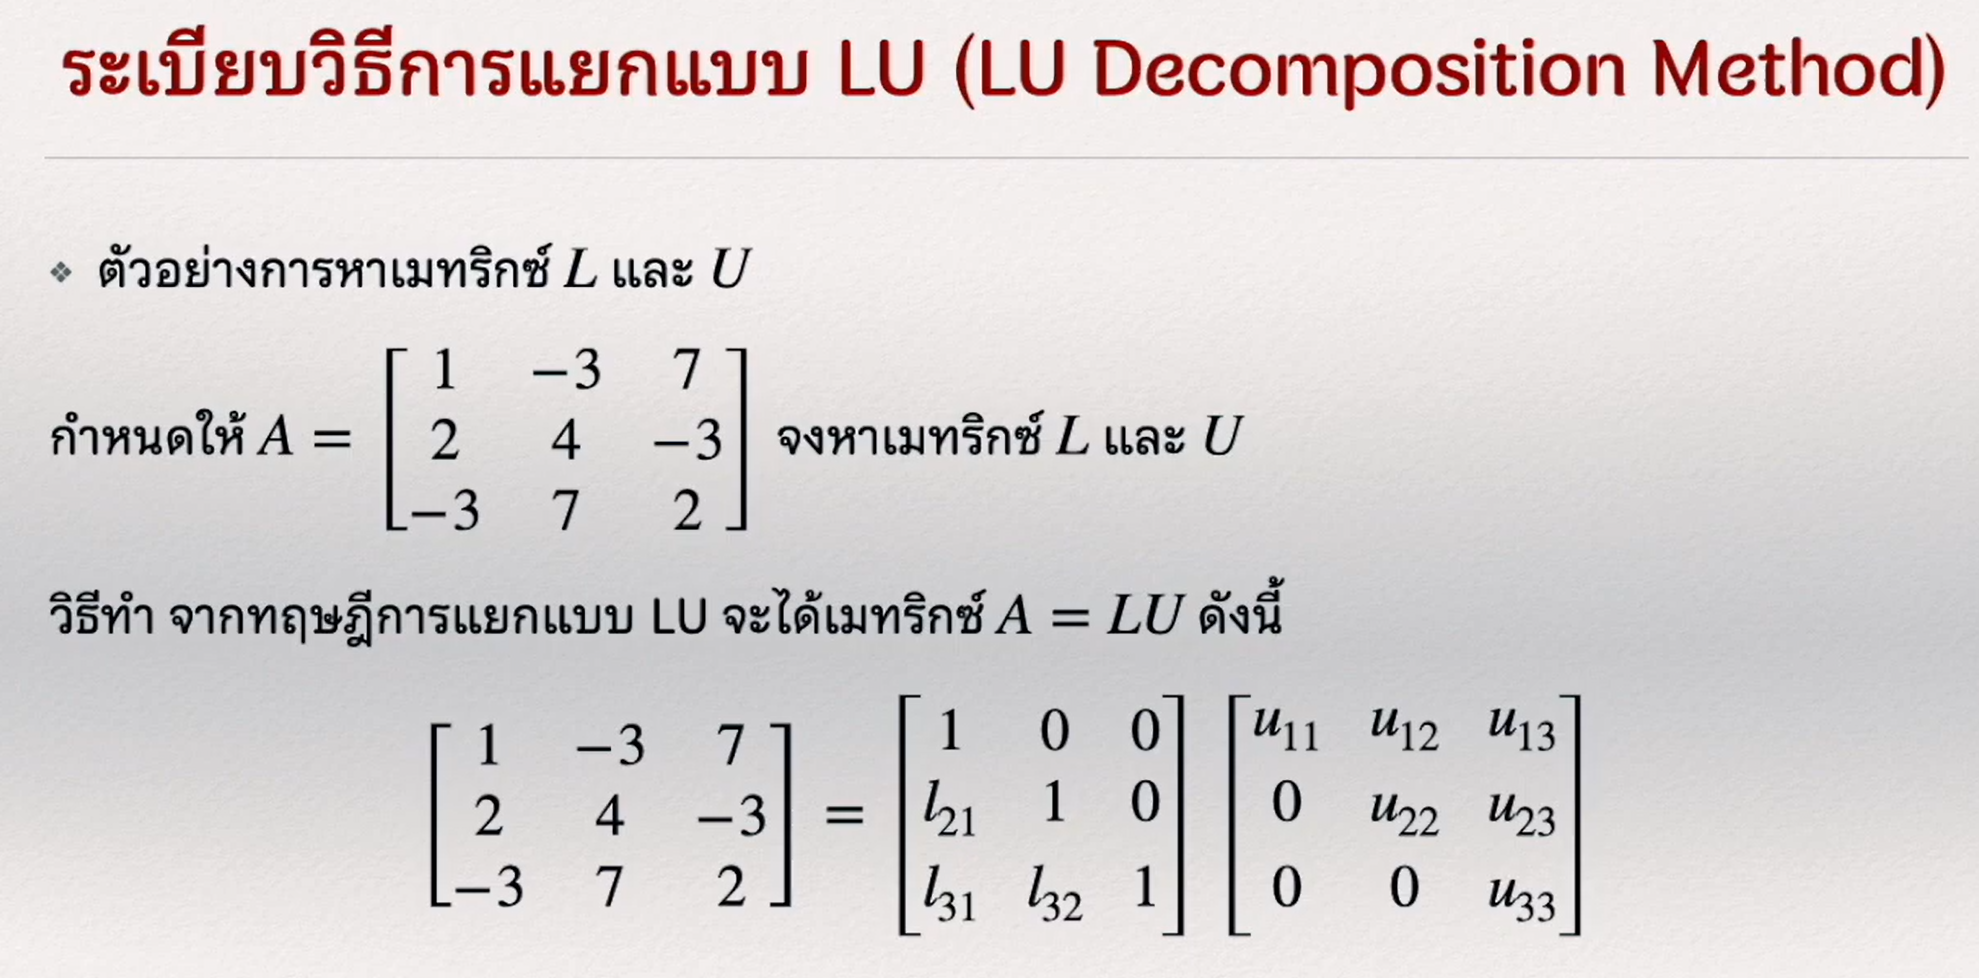 ระเบียบวิธีการแยกแบบ LU (LU Decomposition Method)
❖ ตัวอย่างการหาเมทริกซ์ L และ U
กำหนดให้ A = [1 −3 7; 2 4 −3; −3 7 2] จงหาเมทริกซ์ L และ U
วิธีทำ จากทฤษฎีการแยกแบบ LU จะได้เมทริกซ์ A = LU ดังนี้
[1 −3 7; 2 4 −3; −3 7 2] = [1 0 0; l₂₁ 1 0; l₃₁ l₃₂ 1] [u₁₁ u₁₂ u₁₃; 0 u₂₂ u₂₃; 0 0 u₃₃]